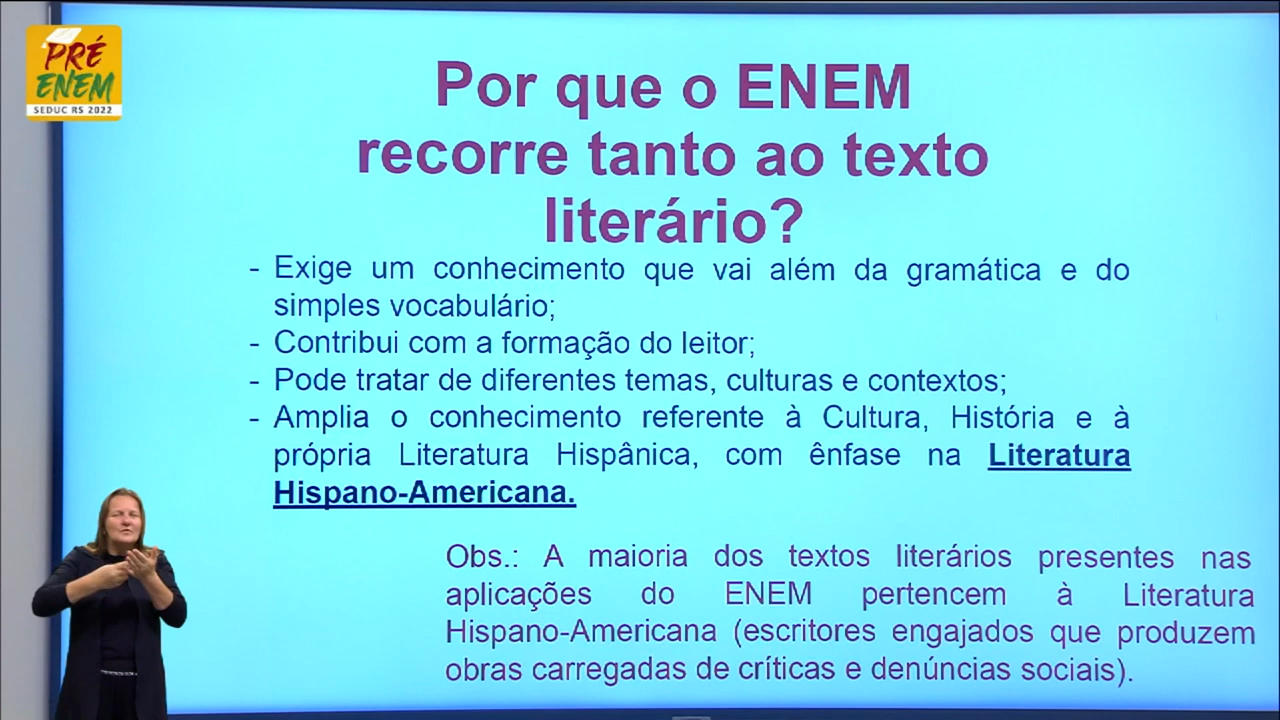 PRÉ
ENEM
SEDUC RS 2022
Por que o ENEM
recorre tanto ao texto
literário?
- Exige um conhecimento que vai além da gramática e do
simples vocabulário;
- Contribui com a formação do leitor;
- Pode tratar de diferentes temas, culturas e contextos;
- Amplia o conhecimento referente à Cultura, História e à
própria Literatura Hispânica, com ênfase na Literatura
Hispano-Americana.
Obs.: A maioria dos textos literários presentes nas
aplicações do ENEM pertencem à Literatura
Hispano-Americana (escritores engajados que produzem
obras carregadas de críticas e denúncias sociais).